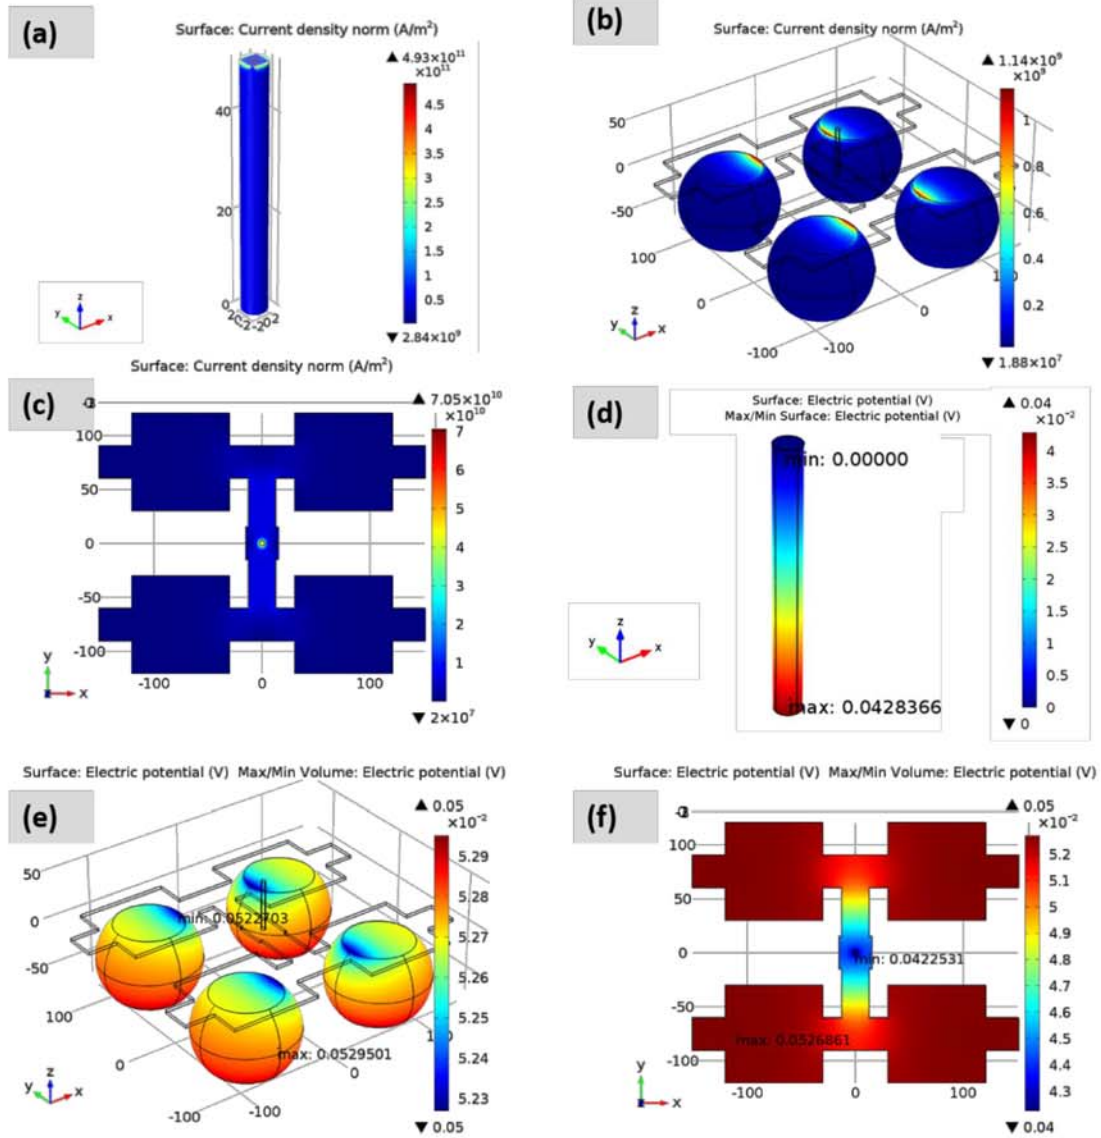 (a)
Surface: Current density norm (A/m²)
▲ 4.93×10¹¹
×10¹¹
4.5
4
3.5
3
2.5
2
1.5
1
0.5
▼ 2.84×10⁹
40
20
0
z
y
x
(b)
Surface: Current density norm (A/m²)
▲ 1.14×10⁹
×10⁹
1
0.8
0.6
0.4
0.2
▼ 1.88×10⁷
50
0
-50
100
0
-100
-100
0
z
y
x
(c)
Surface: Current density norm (A/m²)
▲ 7.05×10¹⁰
×10¹⁰
7
6
5
4
3
2
1
▼ 2×10⁷
100
50
0
-50
-100
-100
0
100
y
z
x
(d)
Surface: Electric potential (V)
Max/Min Surface: Electric potential (V)
▲ 0.04
×10⁻²
4
3.5
3
2.5
2
1.5
1
0.5
0
▼ 0
min: 0.00000
max: 0.0428366
z
y
x
(e)
Surface: Electric potential (V) Max/Min Volume: Electric potential (V)
▲ 0.05
×10⁻²
5.29
5.28
5.27
5.26
5.25
5.24
5.23
▼ 0.05
50
0
-50
100
0
-100
-100
0
min: 0.0522703
max: 0.0529501
z
y
x
(f)
Surface: Electric potential (V) Max/Min Volume: Electric potential (V)
▲ 0.05
×10⁻²
5.2
5.1
5
4.9
4.8
4.7
4.6
4.5
4.4
4.3
▼ 0.04
100
50
0
-50
-100
-100
0
100
min: 0.0422531
max: 0.0526861
y
z
x